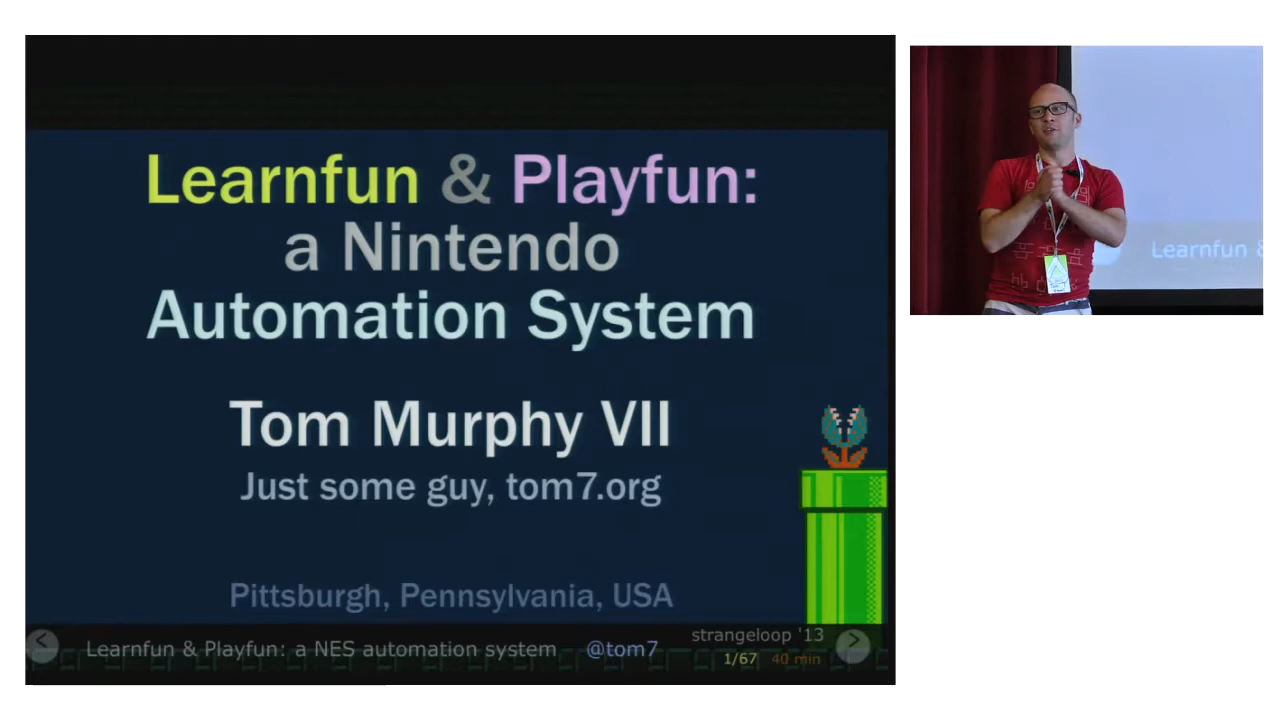 Learnfun & Playfun:
a Nintendo
Automation System
Tom Murphy VII
Just some guy, tom7.org
Pittsburgh, Pennsylvania, USA
<
Learnfun & Playfun: a NES automation system @tom7
strangeloop '13
1/67 40 min
>
Learnfun &